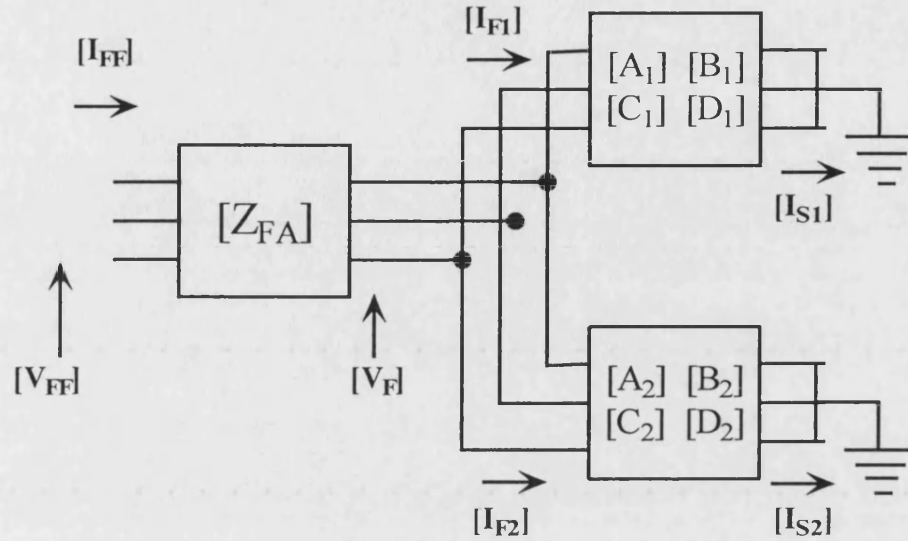 [I_FF]
[I_F1]
[A_1] [B_1]
[C_1] [D_1]
[I_S1]
[Z_FA]
[V_FF]
[V_F]
[A_2] [B_2]
[C_2] [D_2]
[I_F2]
[I_S2]